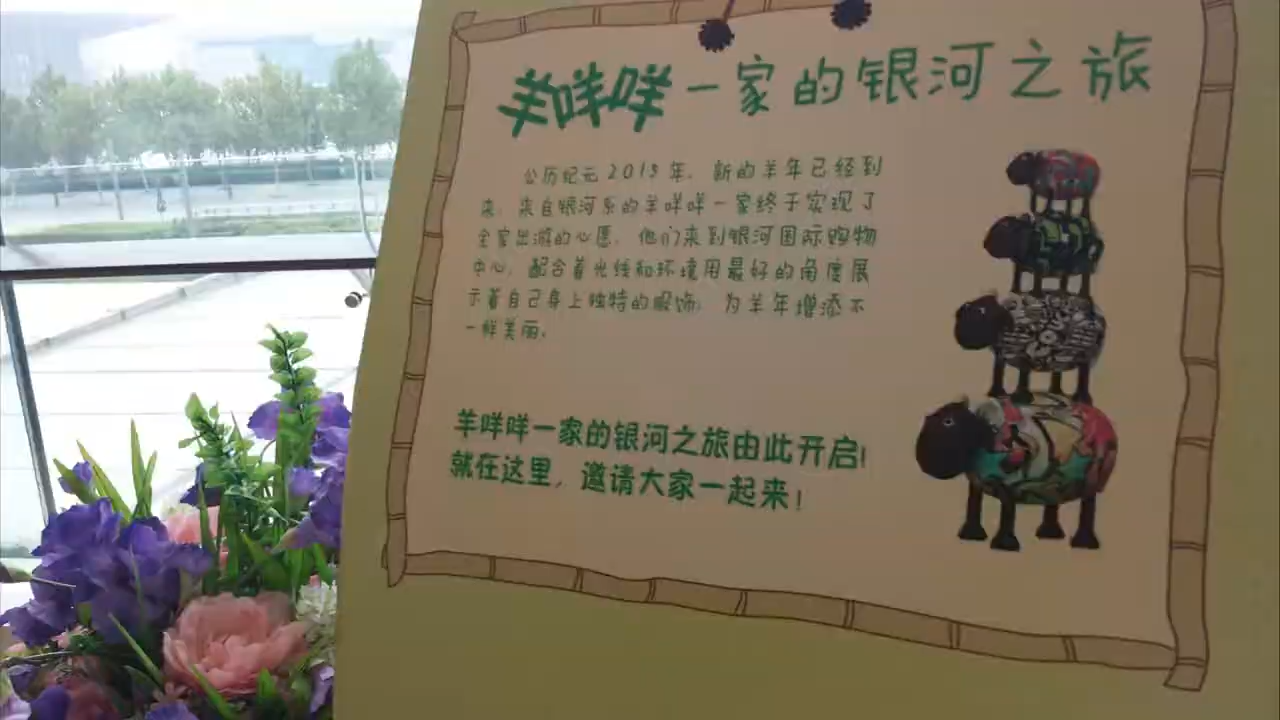 羊咩咩一家的银河之旅
公历纪元2015年，新的羊年已经到
来，来自银河系的羊咩咩一家终于实现了
全家出游的心愿，他们来到银河国际购物
中心，配合着光线和环境用最好的角度展
示着自己身上独特的服饰，为羊年增添不
一样美丽。
羊咩咩一家的银河之旅由此开启！
就在这里，邀请大家一起来！